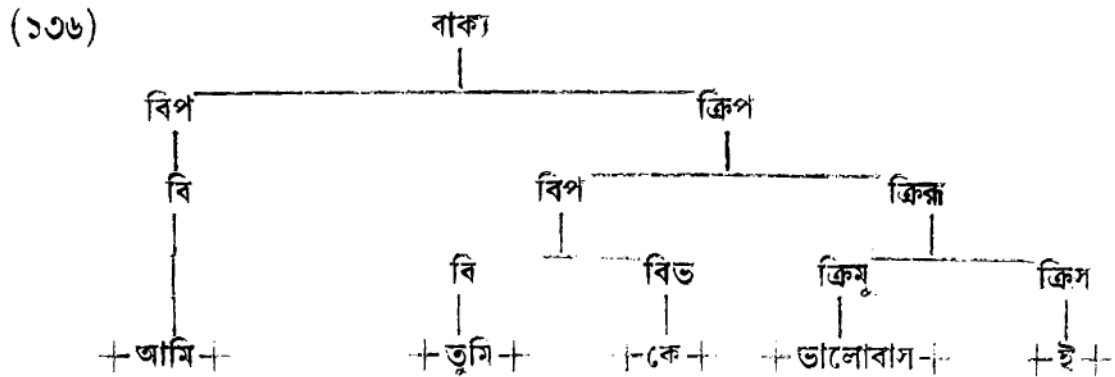 (১৩৬)
বাক্য
বিপ ক্রিপ
বি বিপ ক্রিরূ
বি বিভ ক্রিমূ ক্রিস
+আমি+ +তুমি+ +কে+ +ভালোবাস+ +ই+